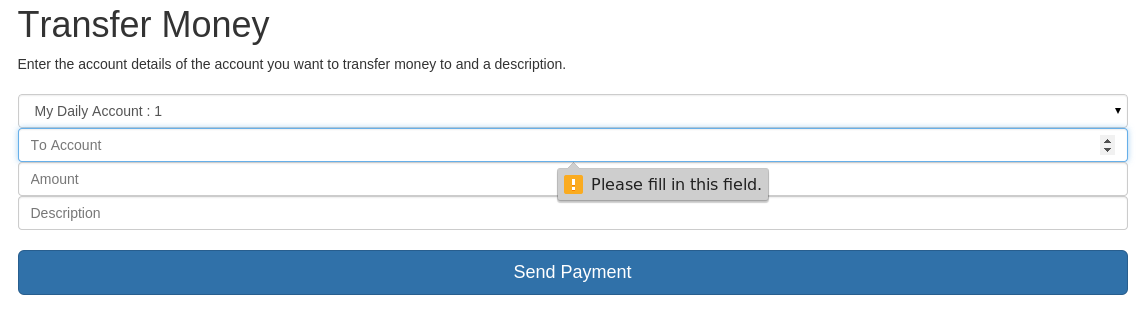 Transfer Money
Enter the account details of the account you want to transfer money to and a description.
My Daily Account : 1
To Account
Amount
Please fill in this field.
Description
Send Payment